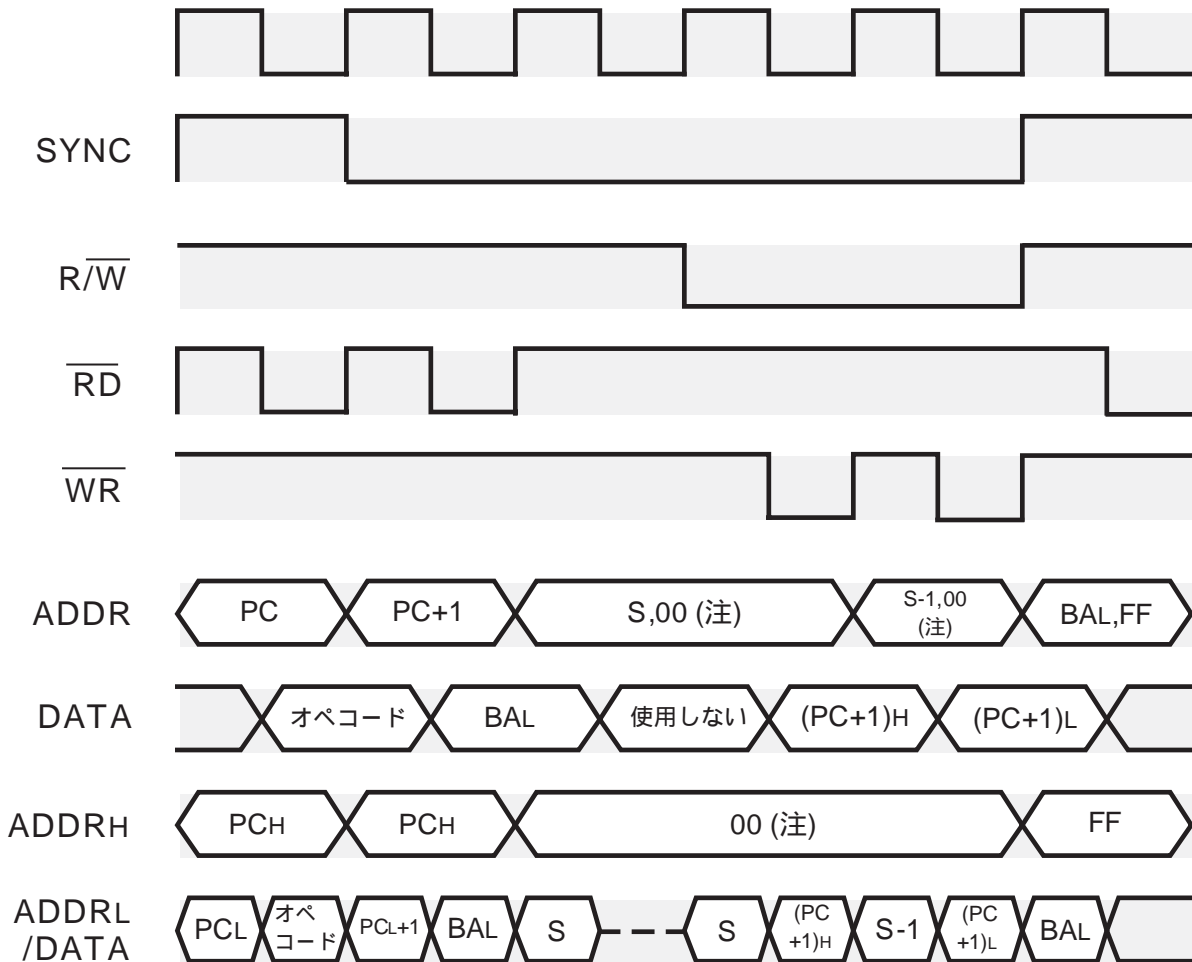 SYNC
R/W
RD
WR
ADDR PC PC+1 S,00 (注) S-1,00
(注) BAL,FF
DATA オペコード BAL 使用しない (PC+1)H (PC+1)L
ADDRH PCH PCH 00 (注) FF
ADDRL
/DATA PCL オペ
コード PCL+1 BAL S S (PC
+1)H S-1 (PC
+1)L BAL